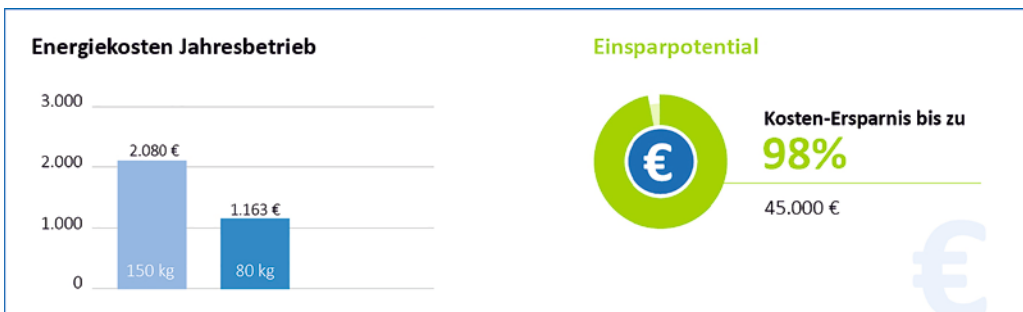 Energiekosten Jahresbetrieb
3.000
2.000
1.000
0
2.080 €
1.163 €
150 kg
80 kg
Einsparpotential
€
Kosten-Ersparnis bis zu
98%
45.000 €
€